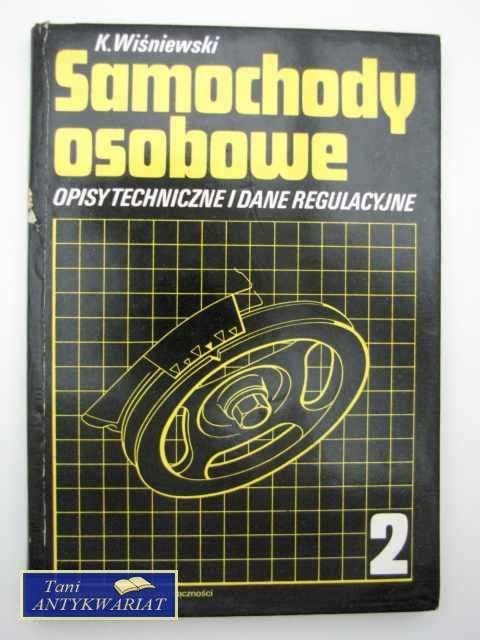 K.Wiśniewski
Samochody
osobowe
OPISY TECHNICZNE I DANE REGULACYJNE
2
Tani
ANTYKWARIAT